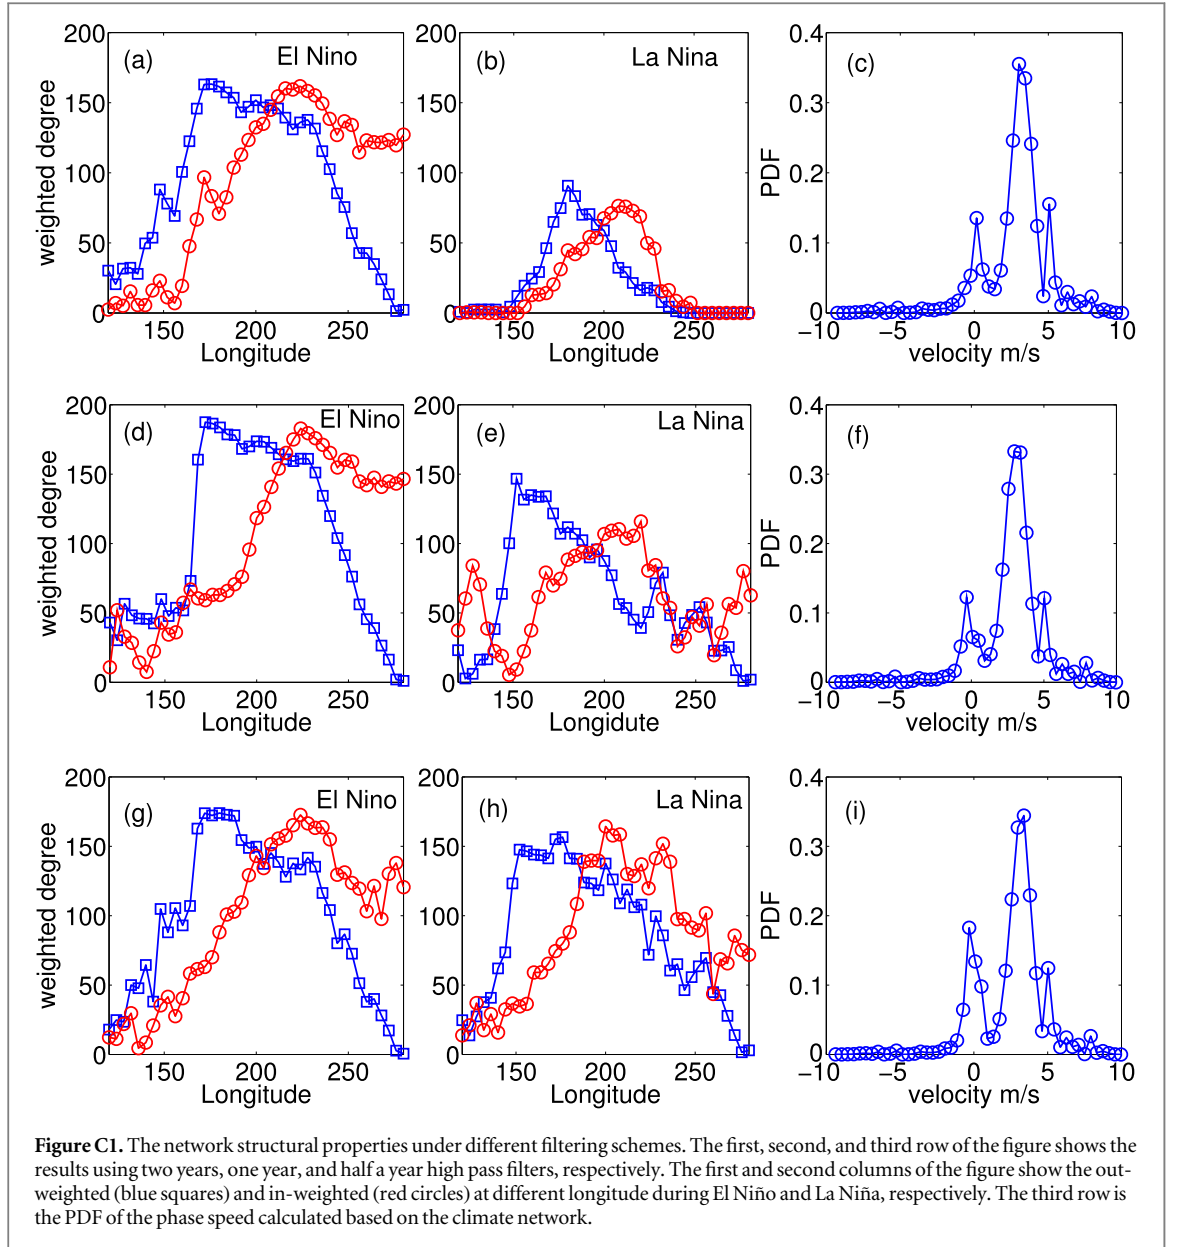 (a) El Nino
200
150
100
50
0
150 200 250
Longitude
weighted degree
(b) La Nina
200
150
100
50
0
150 200 250
Longitude
(c)
0.4
0.3
0.2
0.1
0
PDF
−10 −5 0 5 10
velocity m/s
(d) El Nino
200
150
100
50
0
150 200 250
Longitude
weighted degree
(e) La Nina
200
150
100
50
0
150 200 250
Longidute
(f)
0.4
0.3
0.2
0.1
0
PDF
−10 −5 0 5 10
velocity m/s
(g) El Nino
200
150
100
50
0
150 200 250
Longitude
weighted degree
(h) La Nina
200
150
100
50
0
150 200 250
Longitude
(i)
0.4
0.3
0.2
0.1
0
PDF
−10 −5 0 5 10
velocity m/s
Figure C1. The network structural properties under different filtering schemes. The first, second, and third row of the figure shows the
results using two years, one year, and half a year high pass filters, respectively. The first and second columns of the figure show the out-
weighted (blue squares) and in-weighted (red circles) at different longitude during El Niño and La Niña, respectively. The third row is
the PDF of the phase speed calculated based on the climate network.